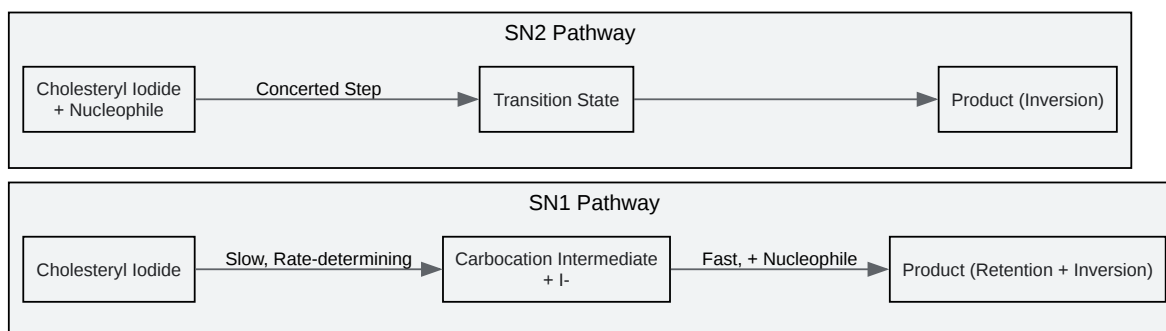 SN2 Pathway
Cholesteryl Iodide
+ Nucleophile
Concerted Step
Transition State
Product (Inversion)
SN1 Pathway
Cholesteryl Iodide
Slow, Rate-determining
Carbocation Intermediate
+ I-
Fast, + Nucleophile
Product (Retention + Inversion)